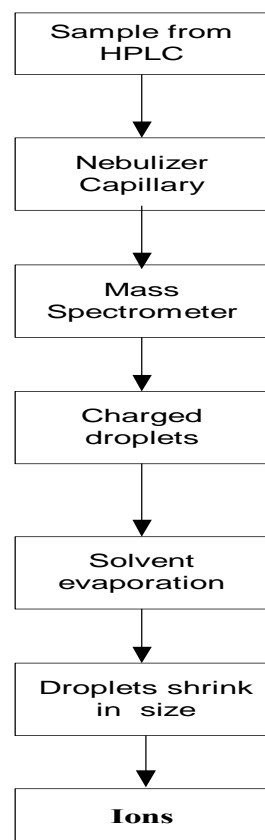 Sample from
HPLC
Nebulizer
Capillary
Mass
Spectrometer
Charged
droplets
Solvent
evaporation
Droplets shrink
in size
Ions